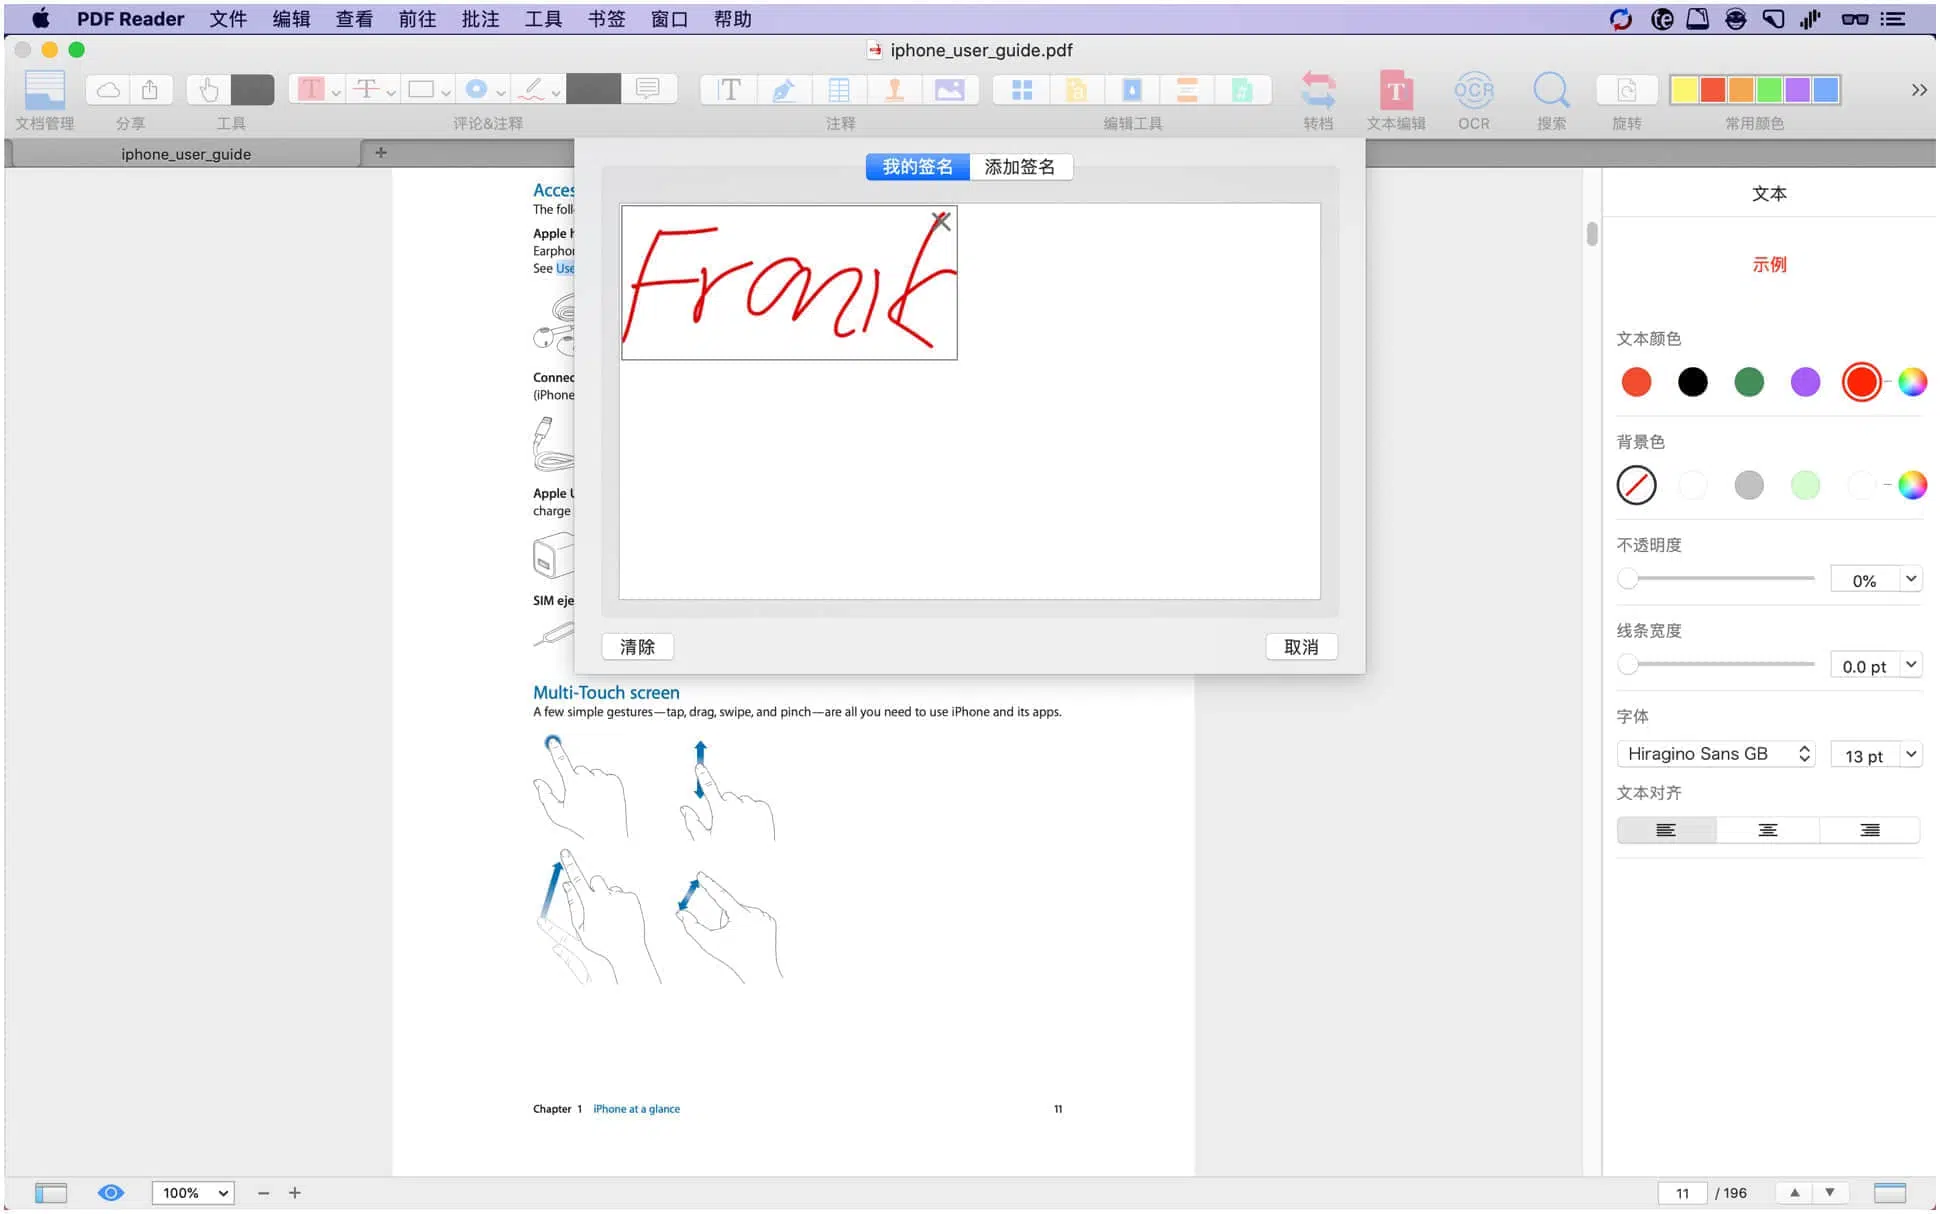 PDF Reader 文件 编辑 查看 前往 批注 工具 书签 窗口 帮助
iphone_user_guide.pdf
文档管理 分享 工具 评论&注释 注释 编辑工具 转档 文本编辑 OCR 搜索 旋转 常用颜色
iphone_user_guide
我的签名 添加签名
Frank
清除 取消
Acces
The foll
Apple h
Earphon
See Use
Connec
(iPhone
Apple U
charge
SIM eje
Multi-Touch screen
A few simple gestures—tap, drag, swipe, and pinch—are all you need to use iPhone and its apps.
Chapter 1 iPhone at a glance 11
文本
示例
文本颜色
背景色
不透明度
0%
线条宽度
0.0 pt
字体
Hiragino Sans GB 13 pt
文本对齐
100% 11 / 196